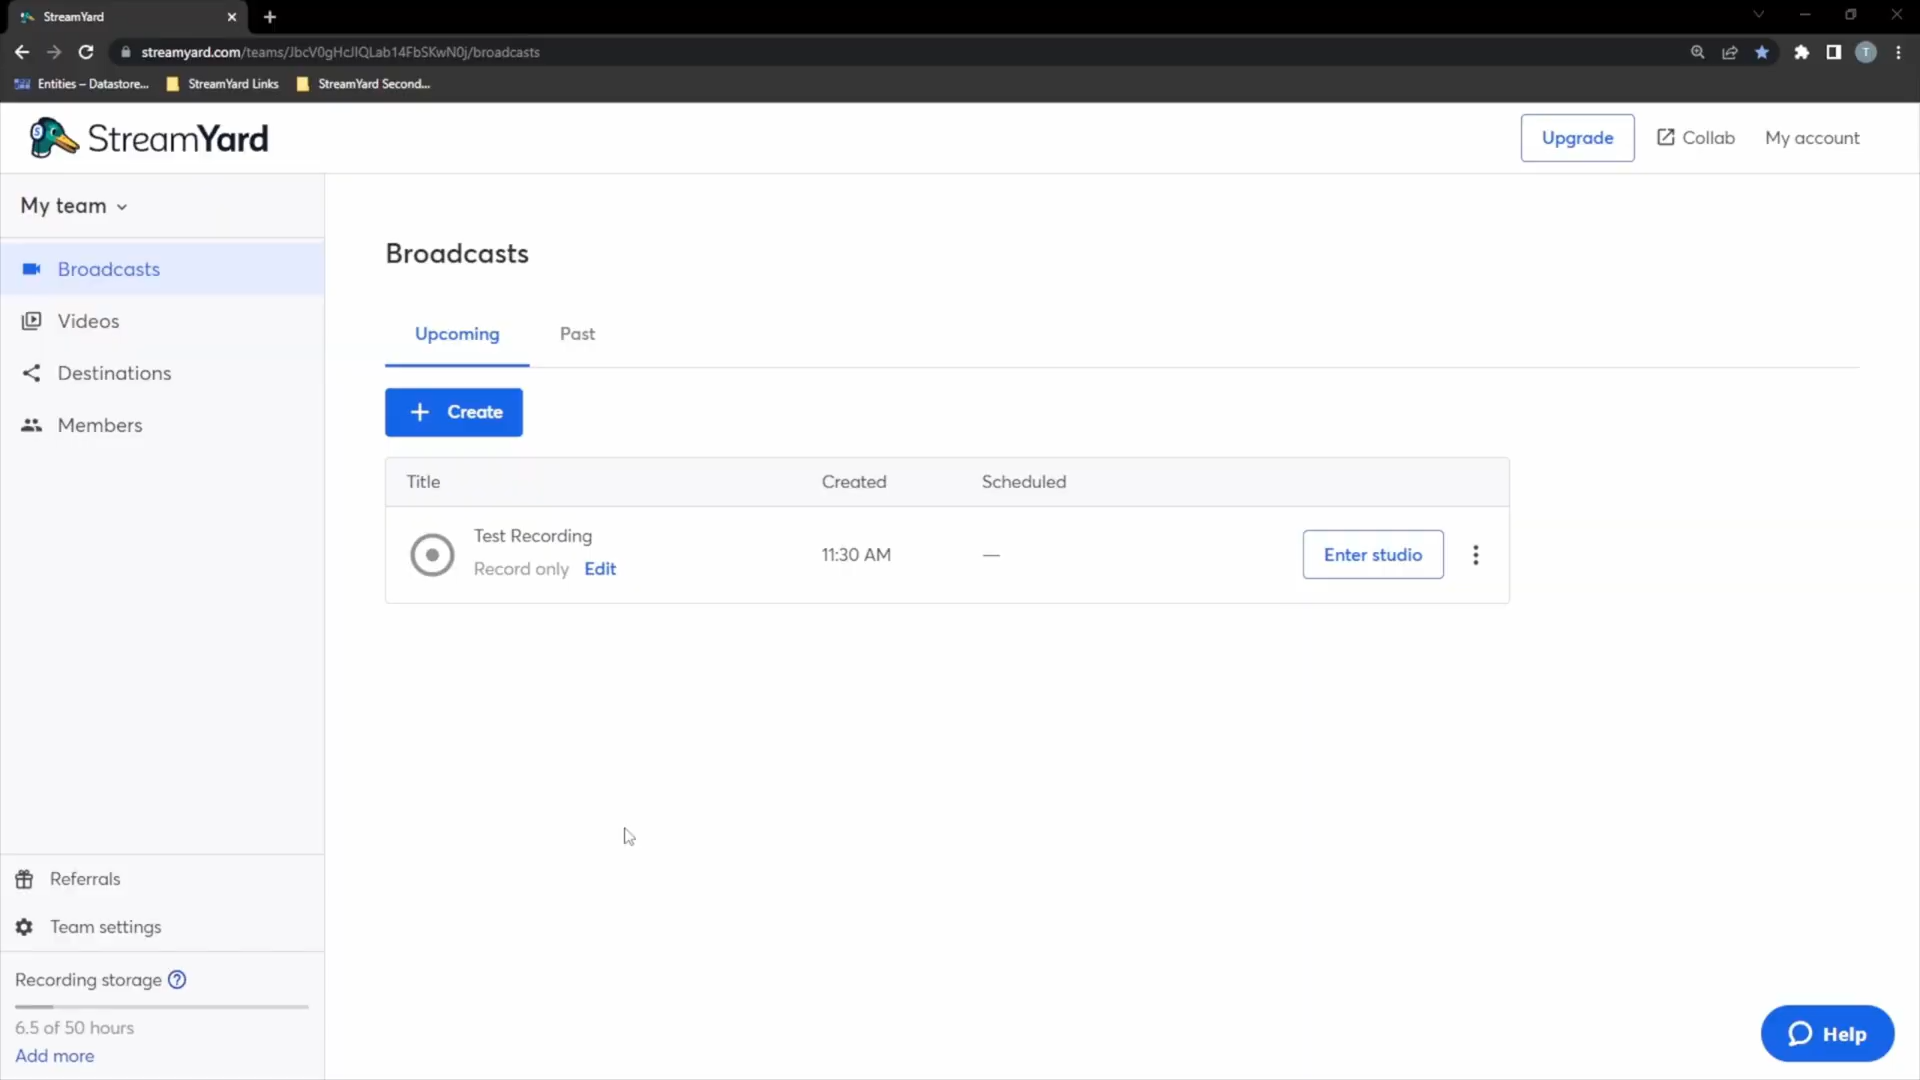 StreamYard
streamyard.com/teams/JbcV0gHcJIQLab14FbSKwN0j/broadcasts
T
Entities – Datastore...
StreamYard Links
StreamYard Second...
StreamYard
Upgrade
Collab
My account
My team
Broadcasts
Videos
Destinations
Members
Broadcasts
Upcoming
Past
+ Create
Title
Created
Scheduled
Test Recording
Record only
Edit
11:30 AM
—
Enter studio
Referrals
Team settings
Recording storage ?
6.5 of 50 hours
Add more
Help